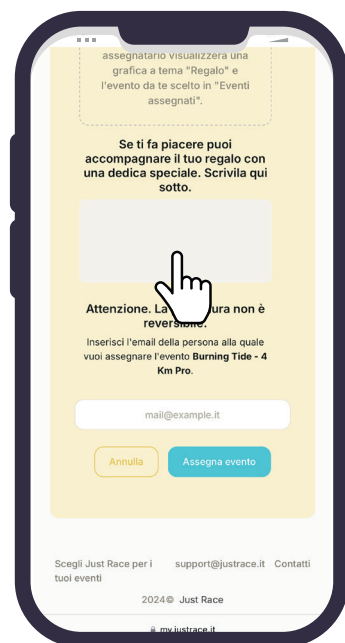 assegnatario visualizzerà una
grafica a tema "Regalo" e
l'evento da te scelto in "Eventi
assegnati".
Se ti fa piacere puoi
accompagnare il tuo regalo con
una dedica speciale. Scrivila qui
sotto.
Attenzione. La ura non è
reversibile.
Inserisci l'email della persona alla quale
vuoi assegnare l'evento Burning Tide - 4
Km Pro.
mail@example.it
Annulla Assegna evento
Scegli Just Race per i support@justrace.it Contatti
tuoi eventi
2024© Just Race
my.justrace.it